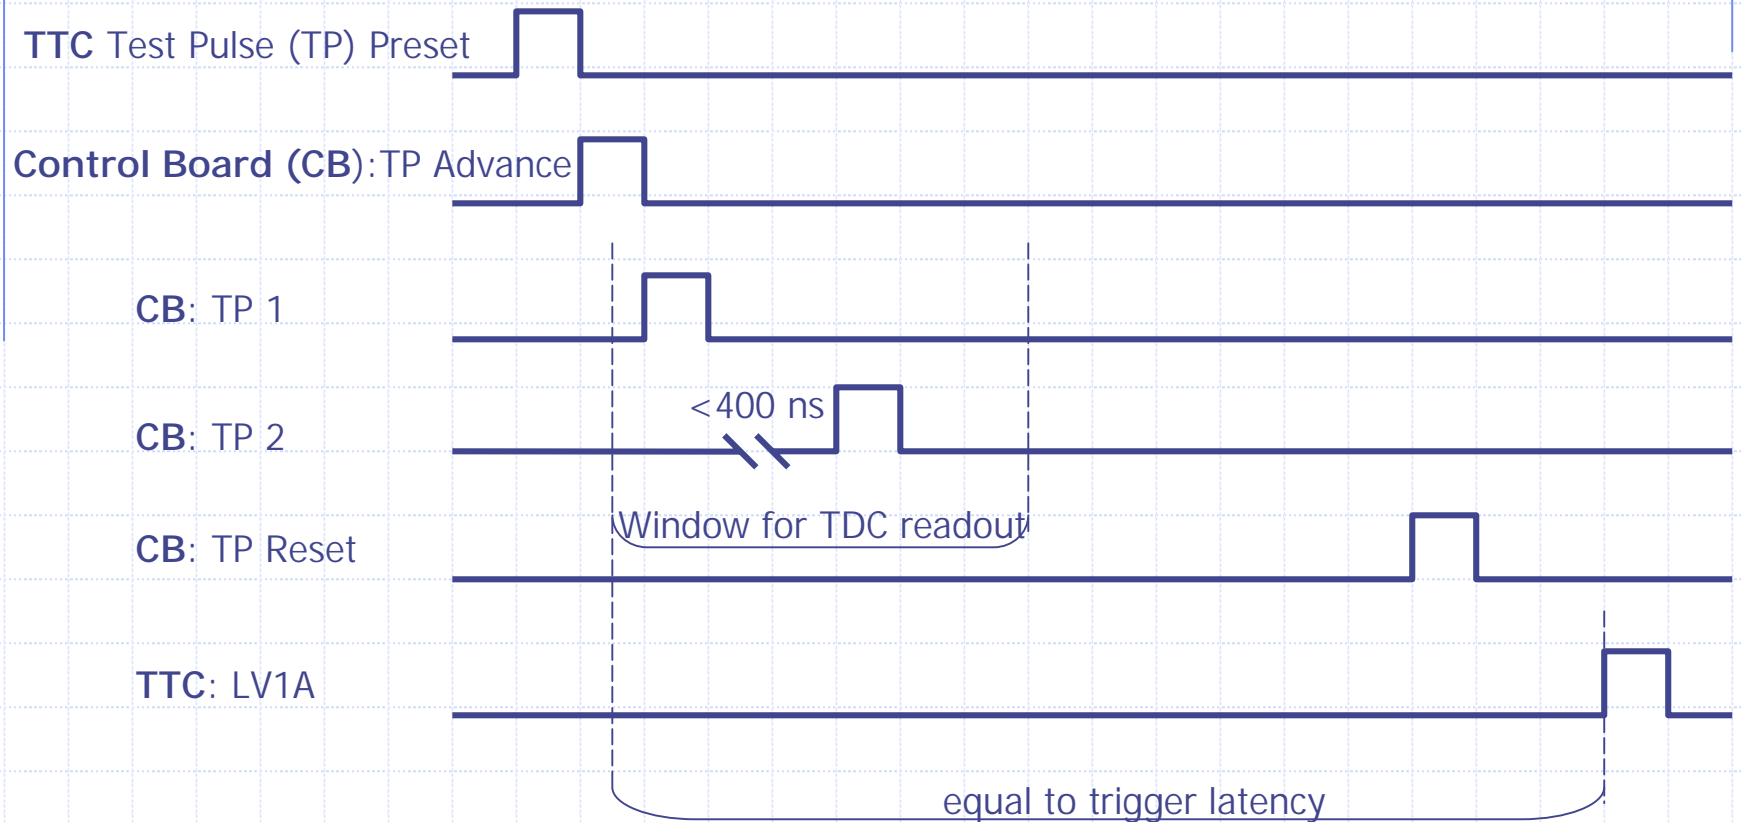 TTC Test Pulse (TP) Preset
Control Board (CB):TP Advance
CB: TP 1
<400 ns
CB: TP 2
Window for TDC readout
CB: TP Reset
TTC: LV1A
equal to trigger latency